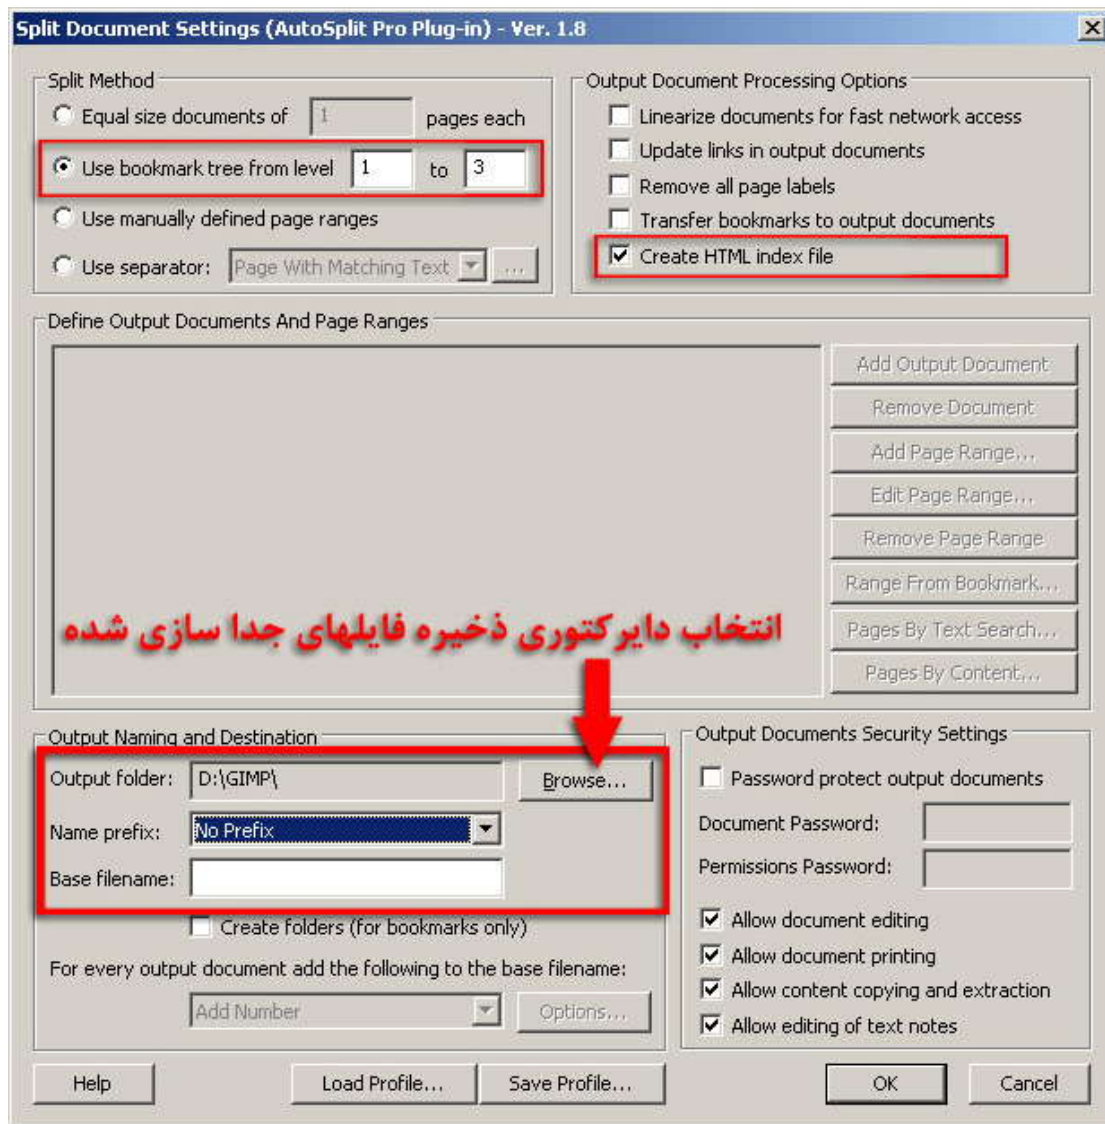 Split Document Settings (AutoSplit Pro Plug-in) - Ver. 1.8
Split Method
Equal size documents of 1 pages each
Use bookmark tree from level 1 to 3
Use manually defined page ranges
Use separator: Page With Matching Text ...
Output Document Processing Options
Linearize documents for fast network access
Update links in output documents
Remove all page labels
Transfer bookmarks to output documents
Create HTML index file
Define Output Documents And Page Ranges
Add Output Document
Remove Document
Add Page Range...
Edit Page Range...
Remove Page Range
Range From Bookmark...
Pages By Text Search...
Pages By Content...
انتخاب دایرکتوری ذخیره فایلهای جدا سازی شده
Output Naming and Destination
Output folder: D:\GIMP\ Browse...
Name prefix: No Prefix
Base filename:
Create folders (for bookmarks only)
For every output document add the following to the base filename:
Add Number Options...
Output Documents Security Settings
Password protect output documents
Document Password:
Permissions Password:
Allow document editing
Allow document printing
Allow content copying and extraction
Allow editing of text notes
Help Load Profile... Save Profile... OK Cancel